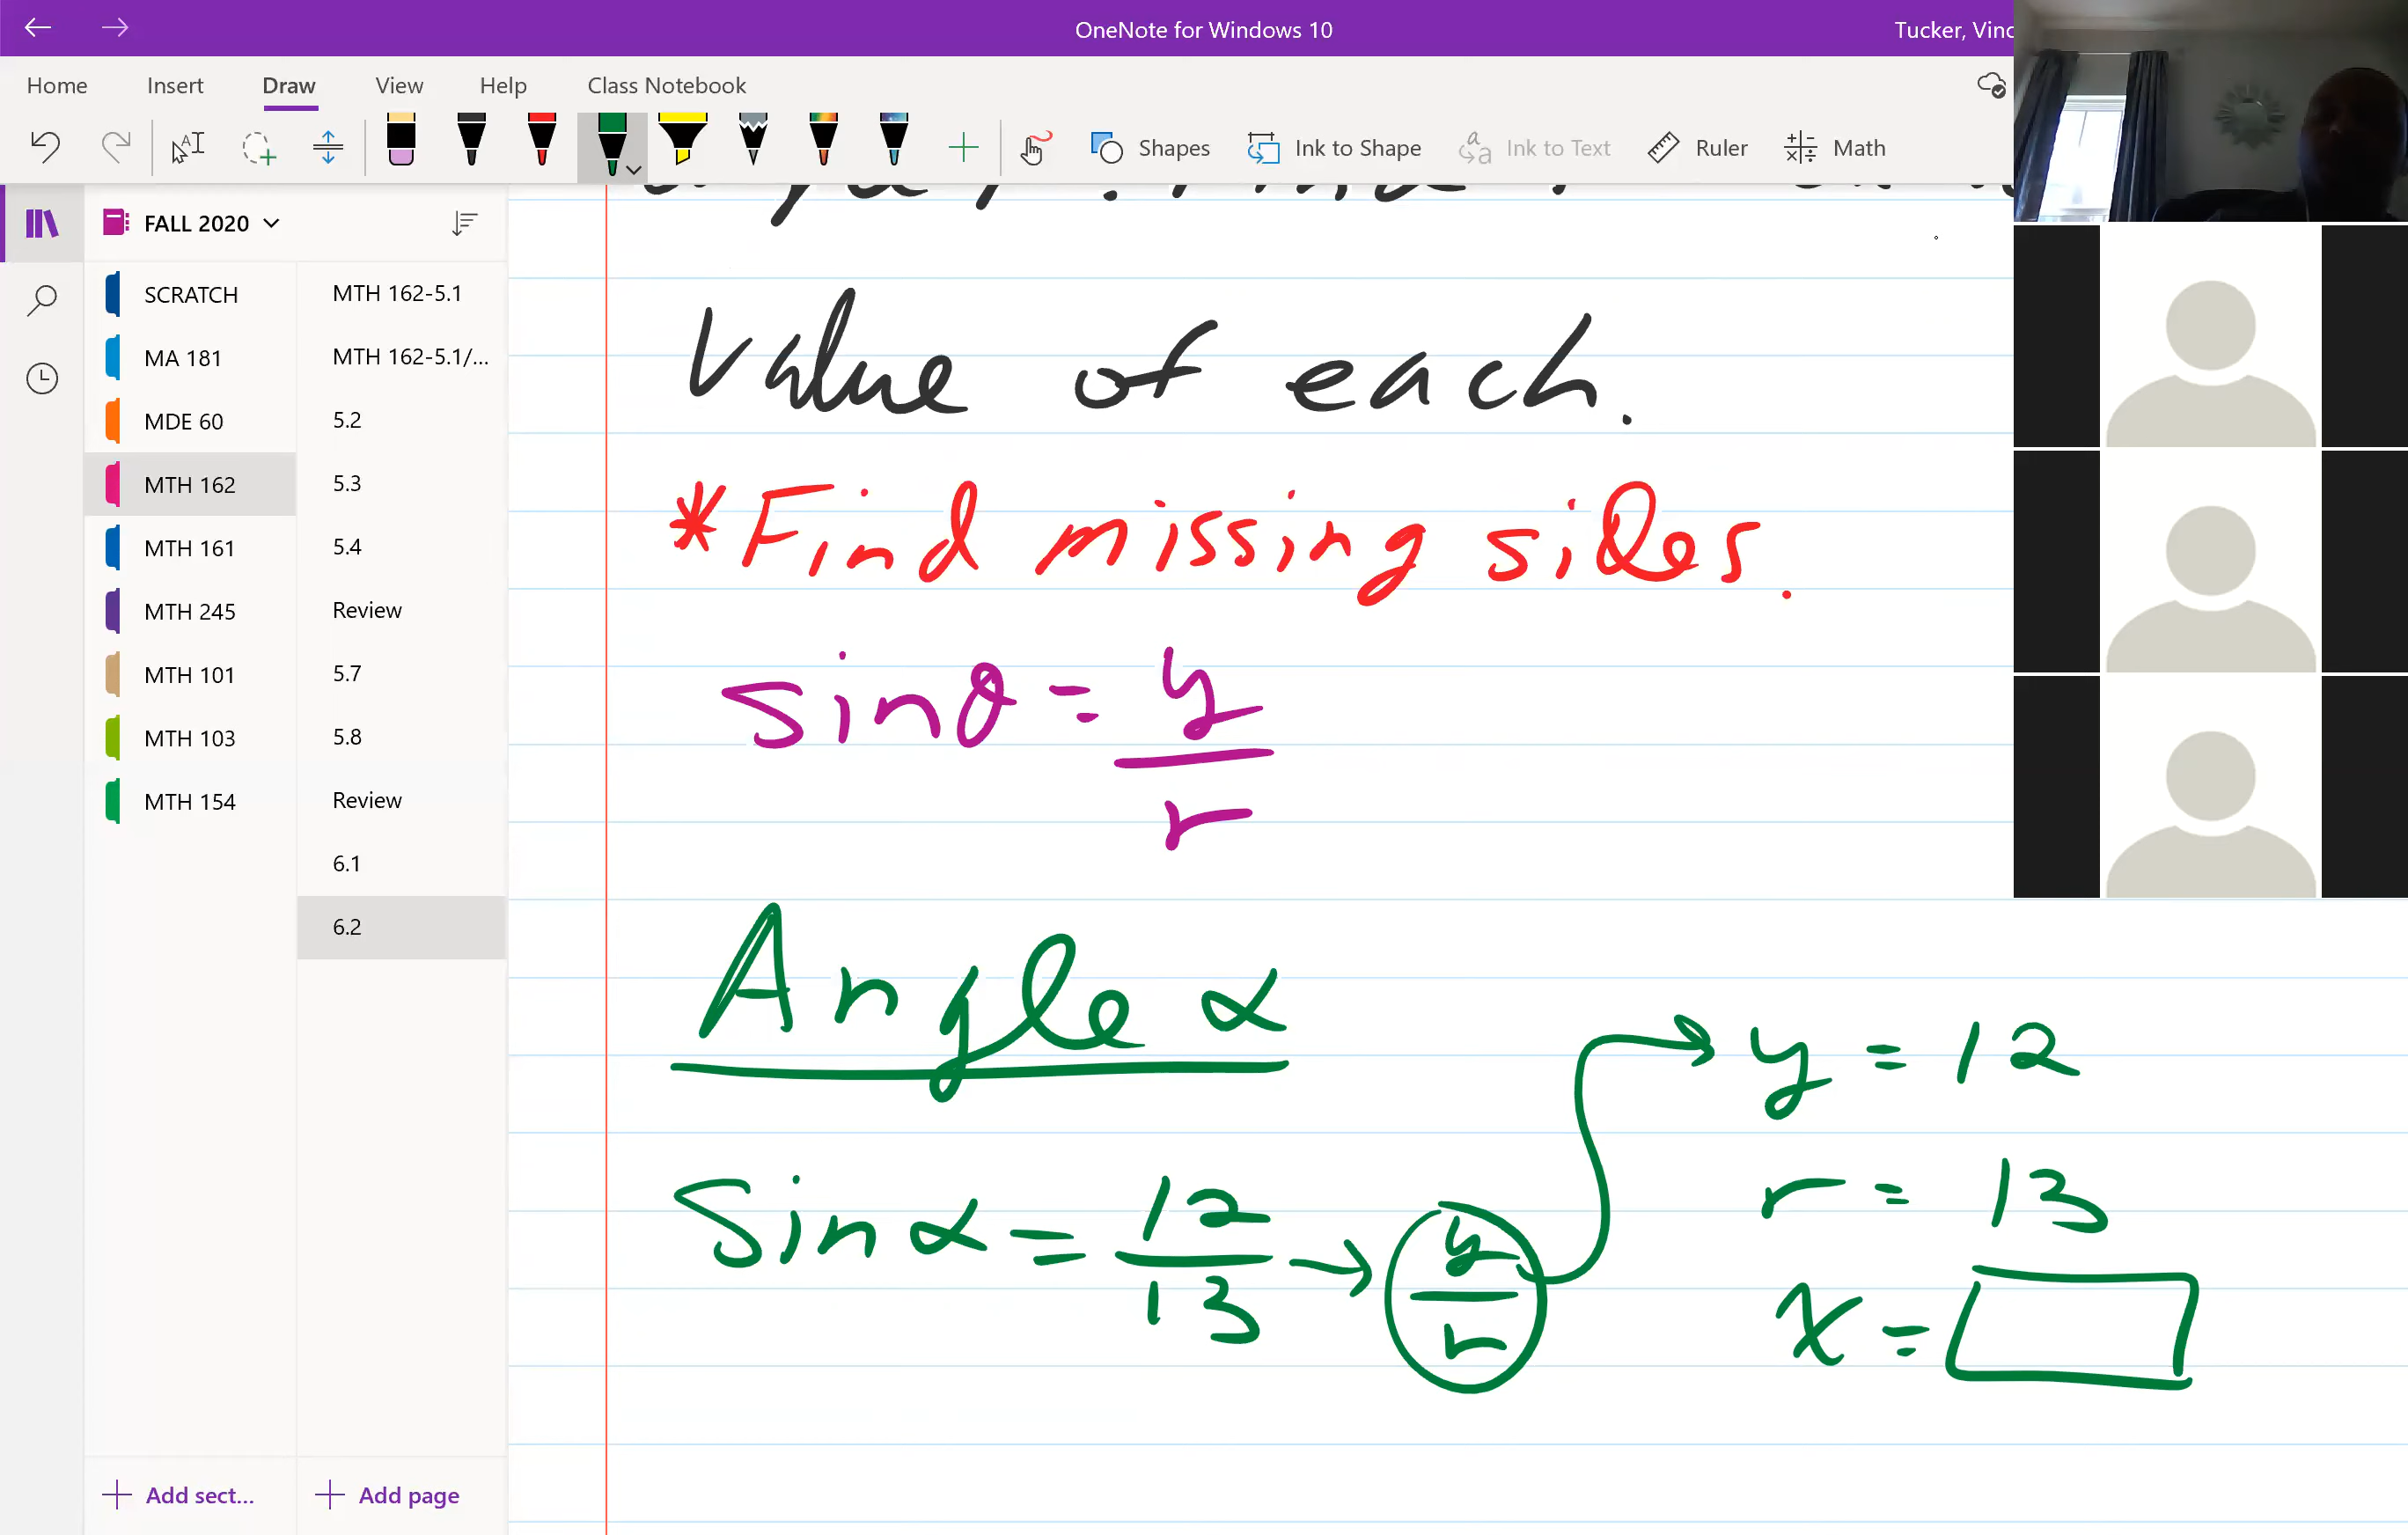 OneNote for Windows 10
Tucker, Vinc
Home Insert Draw View Help Class Notebook
Shapes Ink to Shape Ink to Text Ruler Math
FALL 2020
SCRATCH
MA 181
MDE 60
MTH 162
MTH 161
MTH 245
MTH 101
MTH 103
MTH 154
Add sect...
MTH 162-5.1
MTH 162-5.1/...
5.2
5.3
5.4
Review
5.7
5.8
Review
6.1
6.2
Add page
Value of each.
*Find missing sides.
sinθ = y/r
Angle α
Sin α = 12/13 → y/r
y = 12
r = 13
x =